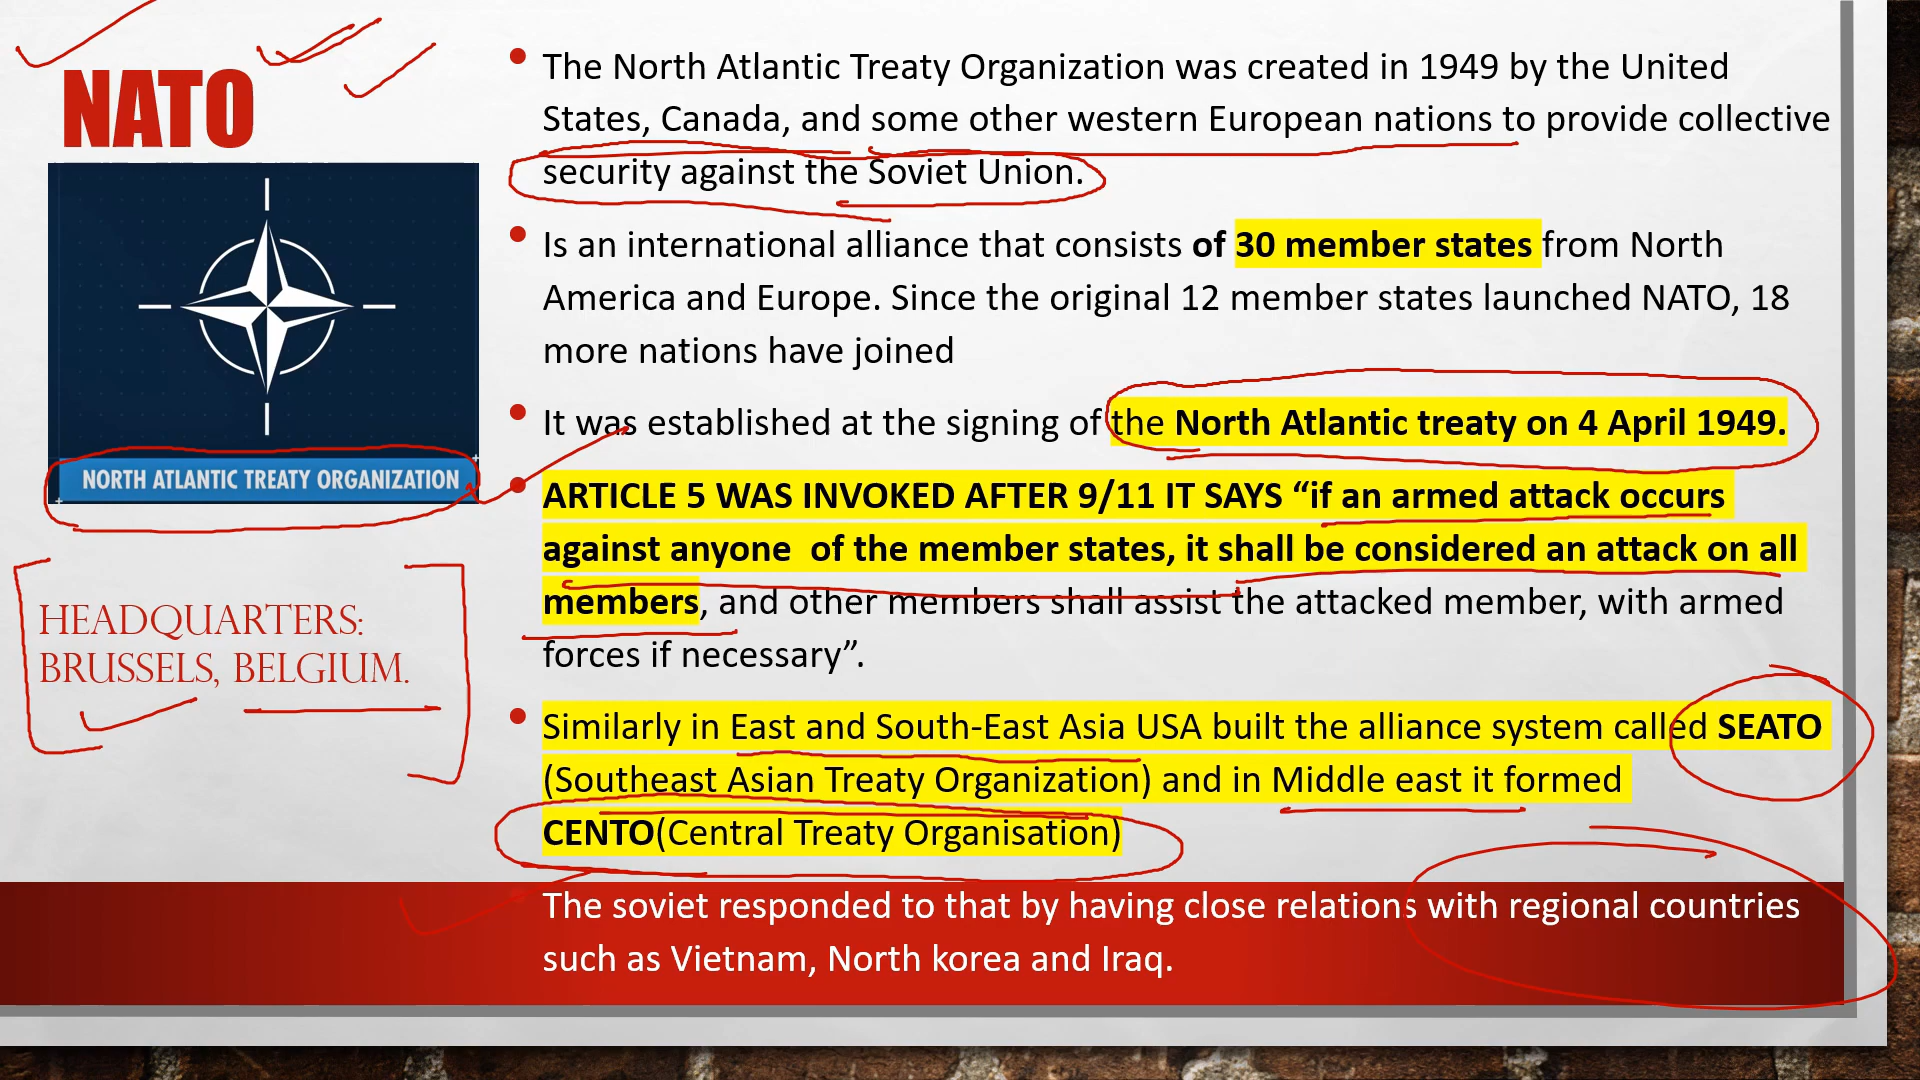 NATO
NORTH ATLANTIC TREATY ORGANIZATION
HEADQUARTERS:
BRUSSELS, BELGIUM.
The North Atlantic Treaty Organization was created in 1949 by the United
States, Canada, and some other western European nations to provide collective
security against the Soviet Union.
Is an international alliance that consists of 30 member states from North
America and Europe. Since the original 12 member states launched NATO, 18
more nations have joined
It was established at the signing of the North Atlantic treaty on 4 April 1949.
ARTICLE 5 WAS INVOKED AFTER 9/11 IT SAYS “if an armed attack occurs
against anyone of the member states, it shall be considered an attack on all
members, and other members shall assist the attacked member, with armed
forces if necessary”.
Similarly in East and South-East Asia USA built the alliance system called SEATO
(Southeast Asian Treaty Organization) and in Middle east it formed
CENTO(Central Treaty Organisation)
The soviet responded to that by having close relations with regional countries
such as Vietnam, North korea and Iraq.